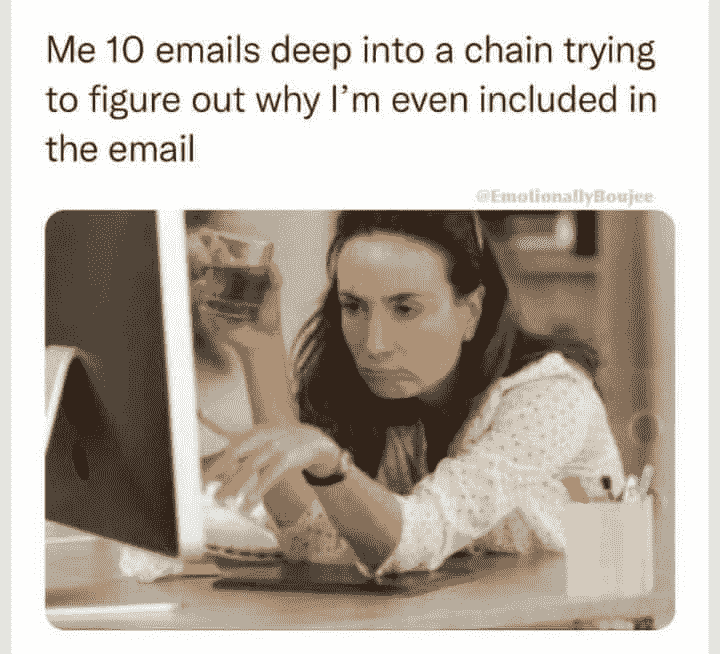 Me 10 emails deep into a chain trying
to figure out why I'm even included in
the email
@EmotionallyBoujee